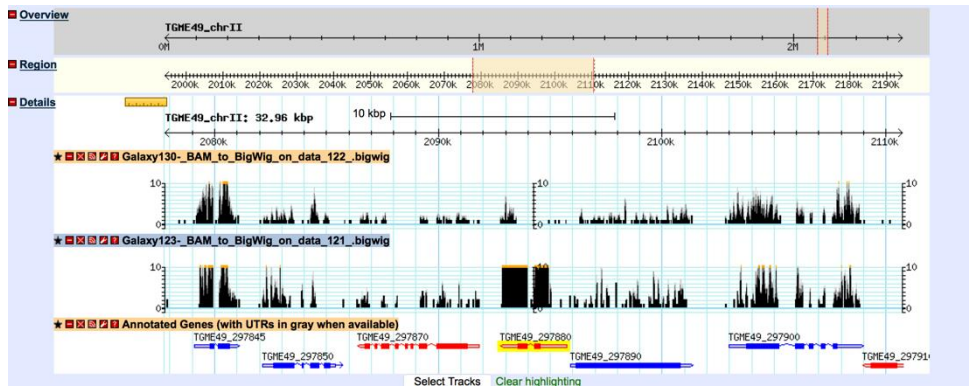 Overview
TGME49_chrII
0M 1M 2M
Region
2000k 2010k 2020k 2030k 2040k 2050k 2060k 2070k 2080k 2090k 2100k 2110k 2120k 2130k 2140k 2150k 2160k 2170k 2180k 2190k
Details
10 kbp
TGME49_chrII: 32.96 kbp
2080k 2090k 2100k 2110k
Galaxy130-_BAM_to_BigWig_on_data_122_.bigwig
10 10 10
0 0 0
Galaxy123-_BAM_to_BigWig_on_data_121_.bigwig
10 10 10
0 0 0
Annotated Genes (with UTRs in gray when available)
TGME49_297845 TGME49_297870 TGME49_297880 TGME49_297900
TGME49_297850 TGME49_297890 TGME49_29791
Select Tracks Clear highlighting